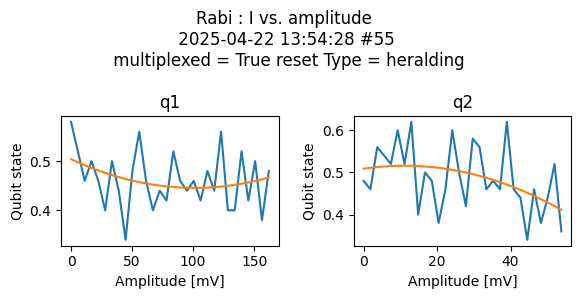 Rabi : I vs. amplitude
2025-04-22 13:54:28 #55
multiplexed = True reset Type = heralding
q1
q2
Qubit state
0.5
0.4
0
50
100
150
Amplitude [mV]
Qubit state
0.6
0.5
0.4
0
20
40
Amplitude [mV]